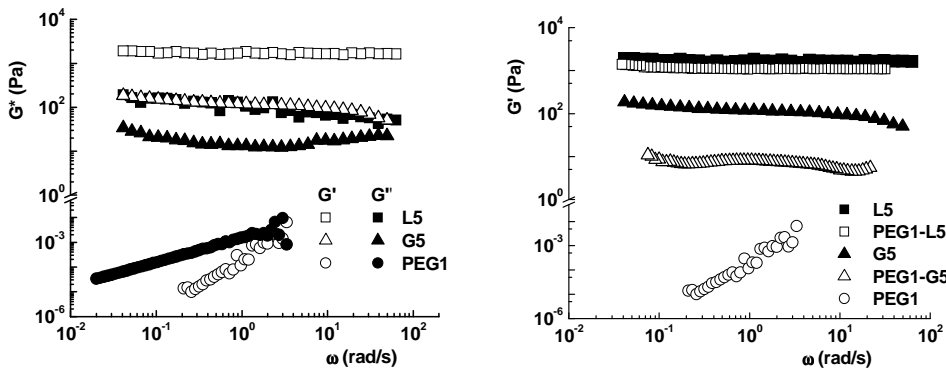 G* (Pa)
10⁴
10²
10⁰
10⁻³
10⁻⁶
10⁻² 10⁻¹ 10⁰ 10¹ 10²
ω (rad/s)
G' G"
L5
G5
PEG1
G' (Pa)
10⁴
10²
10⁰
10⁻³
10⁻⁶
10⁻² 10⁻¹ 10⁰ 10¹ 10²
ω (rad/s)
L5
PEG1-L5
G5
PEG1-G5
PEG1